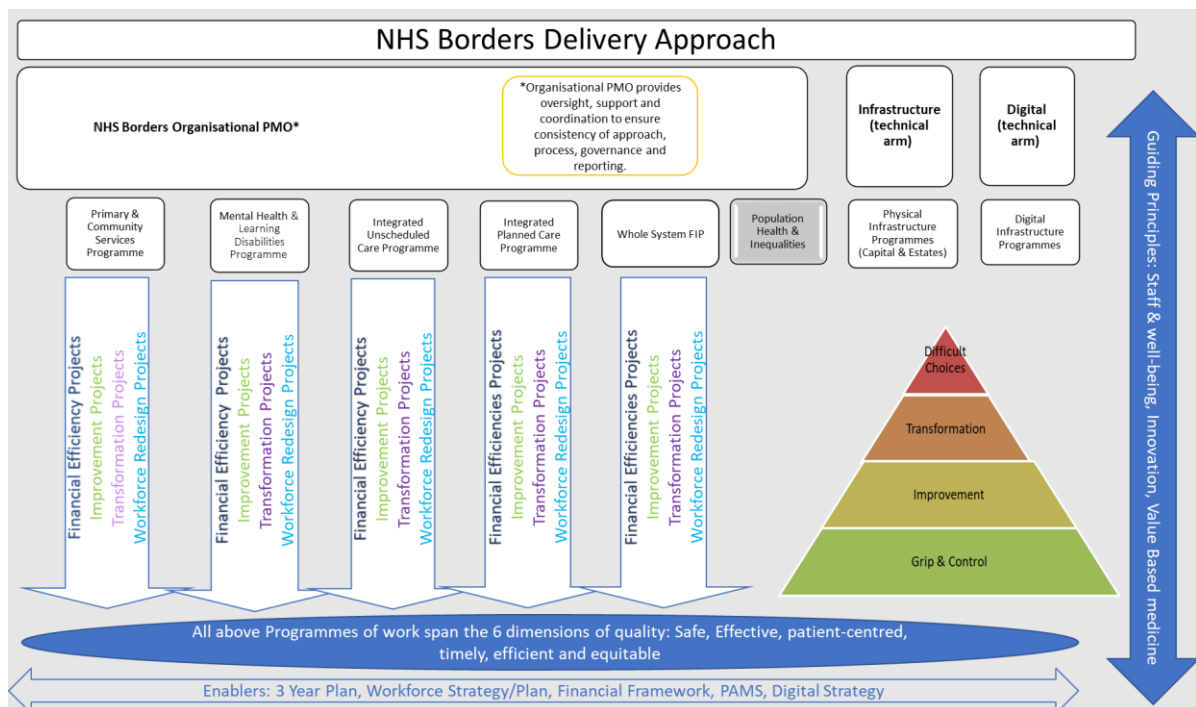 NHS Borders Delivery Approach
NHS Borders Organisational PMO*
*Organisational PMO provides
oversight, support and
coordination to ensure
consistency of approach,
process, governance and
reporting.
Infrastructure
(technical
arm)
Digital
(technical
arm)
Primary &
Community
Services
Programme
Mental Health &
Learning
Disabilities
Programme
Integrated
Unscheduled
Care Programme
Integrated
Planned Care
Programme
Whole System FIP
Population
Health &
Inequalities
Physical
Infrastructure
Programmes
(Capital & Estates)
Digital
Infrastructure
Programmes
Financial Efficiency Projects
Improvement Projects
Transformation Projects
Workforce Redesign Projects
Financial Efficiency Projects
Improvement Projects
Transformation Projects
Workforce Redesign Projects
Financial Efficiency Projects
Improvement Projects
Transformation Projects
Workforce Redesign Projects
Financial Efficiencies Projects
Improvement Projects
Transformation Projects
Workforce Redesign Projects
Financial Efficiencies Projects
Improvement Projects
Transformation Projects
Workforce Redesign Projects
Difficult
Choices
Transformation
Improvement
Grip & Control
Guiding Principles: Staff & well-being, Innovation, Value Based medicine
All above Programmes of work span the 6 dimensions of quality: Safe, Effective, patient-centred,
timely, efficient and equitable
Enablers: 3 Year Plan, Workforce Strategy/Plan, Financial Framework, PAMS, Digital Strategy